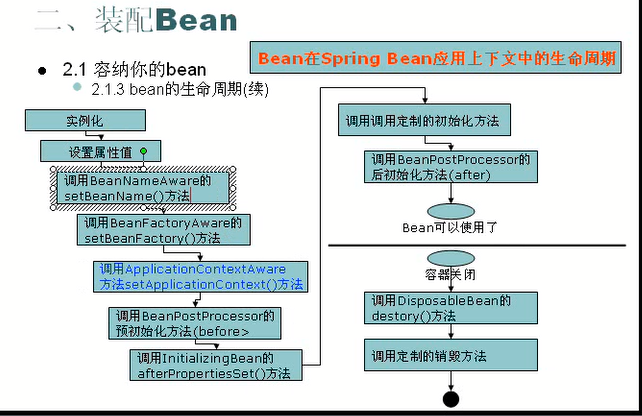 二、装配Bean
Bean在Spring Bean应用上下文中的生命周期
● 2.1 容纳你的bean
● 2.1.3 bean的生命周期(续)
实例化
设置属性值
调用BeanNameAware的
setBeanName()方法
调用BeanFactoryAware的
setBeanFactory()方法
调用ApplicationContextAware
方法setApplicationContext()方法
调用BeanPostProcessor的
预初始化方法(before>
调用InitializingBean的
afterPropertiesSet()方法
调用调用定制的初始化方法
调用BeanPostProcessor的
后初始化方法(after)
Bean可以使用了
容器关闭
调用DisposableBean的
destory()方法
调用定制的销毁方法